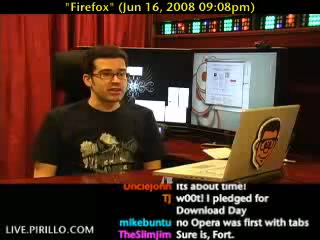 "Firefox" (Jun 16, 2008 09:08pm)
UncleJohn Its about time!
Tj w00t! I pledged for
Download Day
mikebuntu no Opera was first with tabs
TheSlimJim Sure is, Fort.
LIVE.PIRILLO.COM